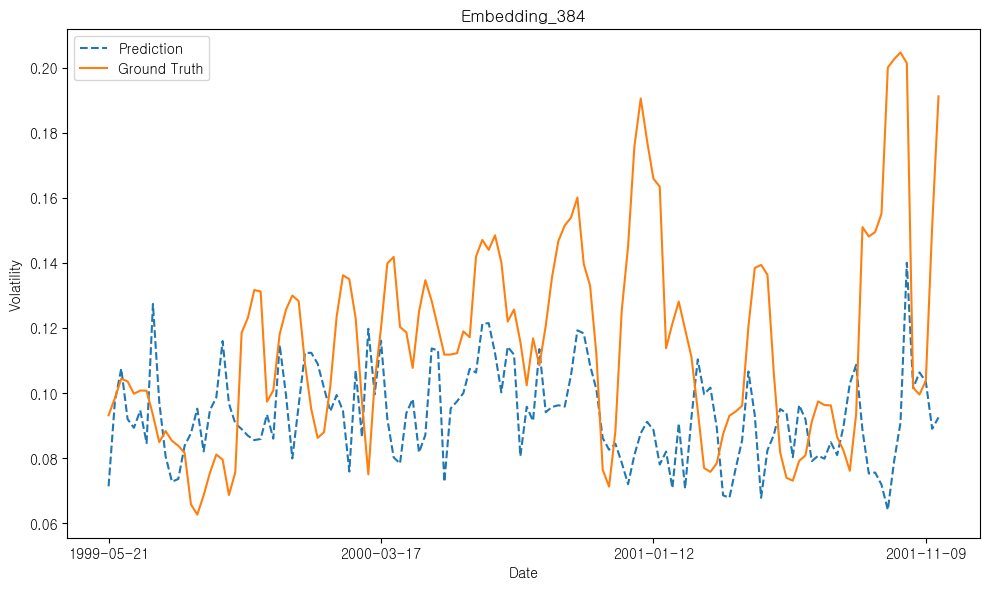 Embedding_384
Prediction
Ground Truth
Volatility
0.20
0.18
0.16
0.14
0.12
0.10
0.08
0.06
1999-05-21
2000-03-17
2001-01-12
2001-11-09
Date